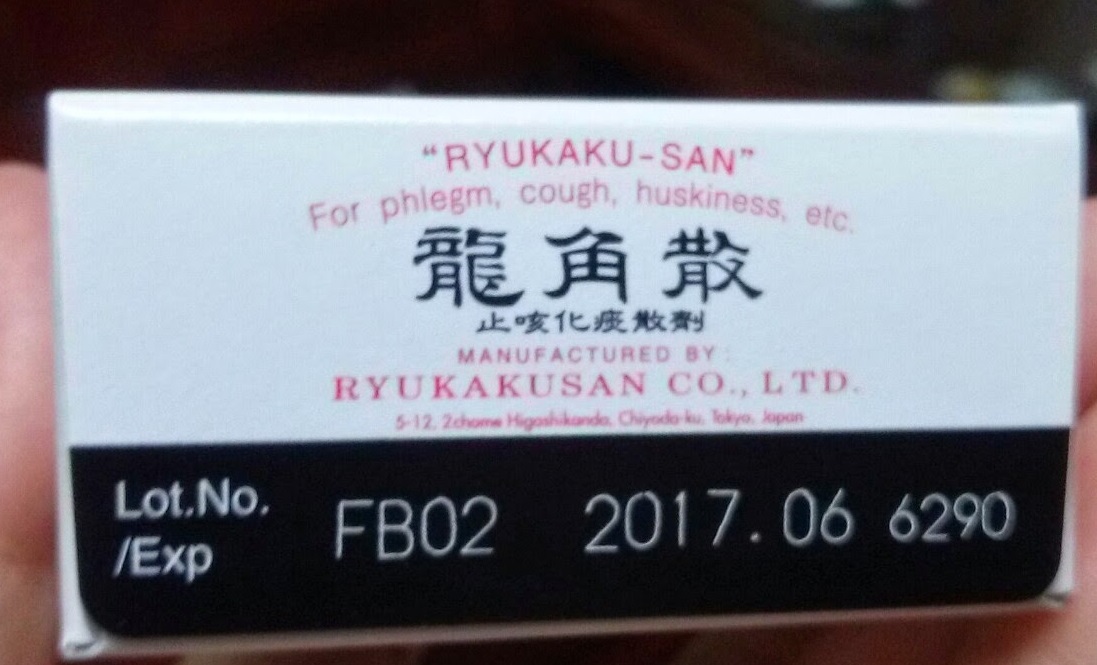 “RYUKAKU-SAN”
For phlegm, cough, huskiness, etc.
龍角散
止咳化痰散劑
MANUFACTURED BY :
RYUKAKUSAN CO., LTD.
5-12, 2chome Higashikanda, Chiyoda-ku, Tokyo, Japan
Lot.No. FB02 2017.06 6290
/Exp